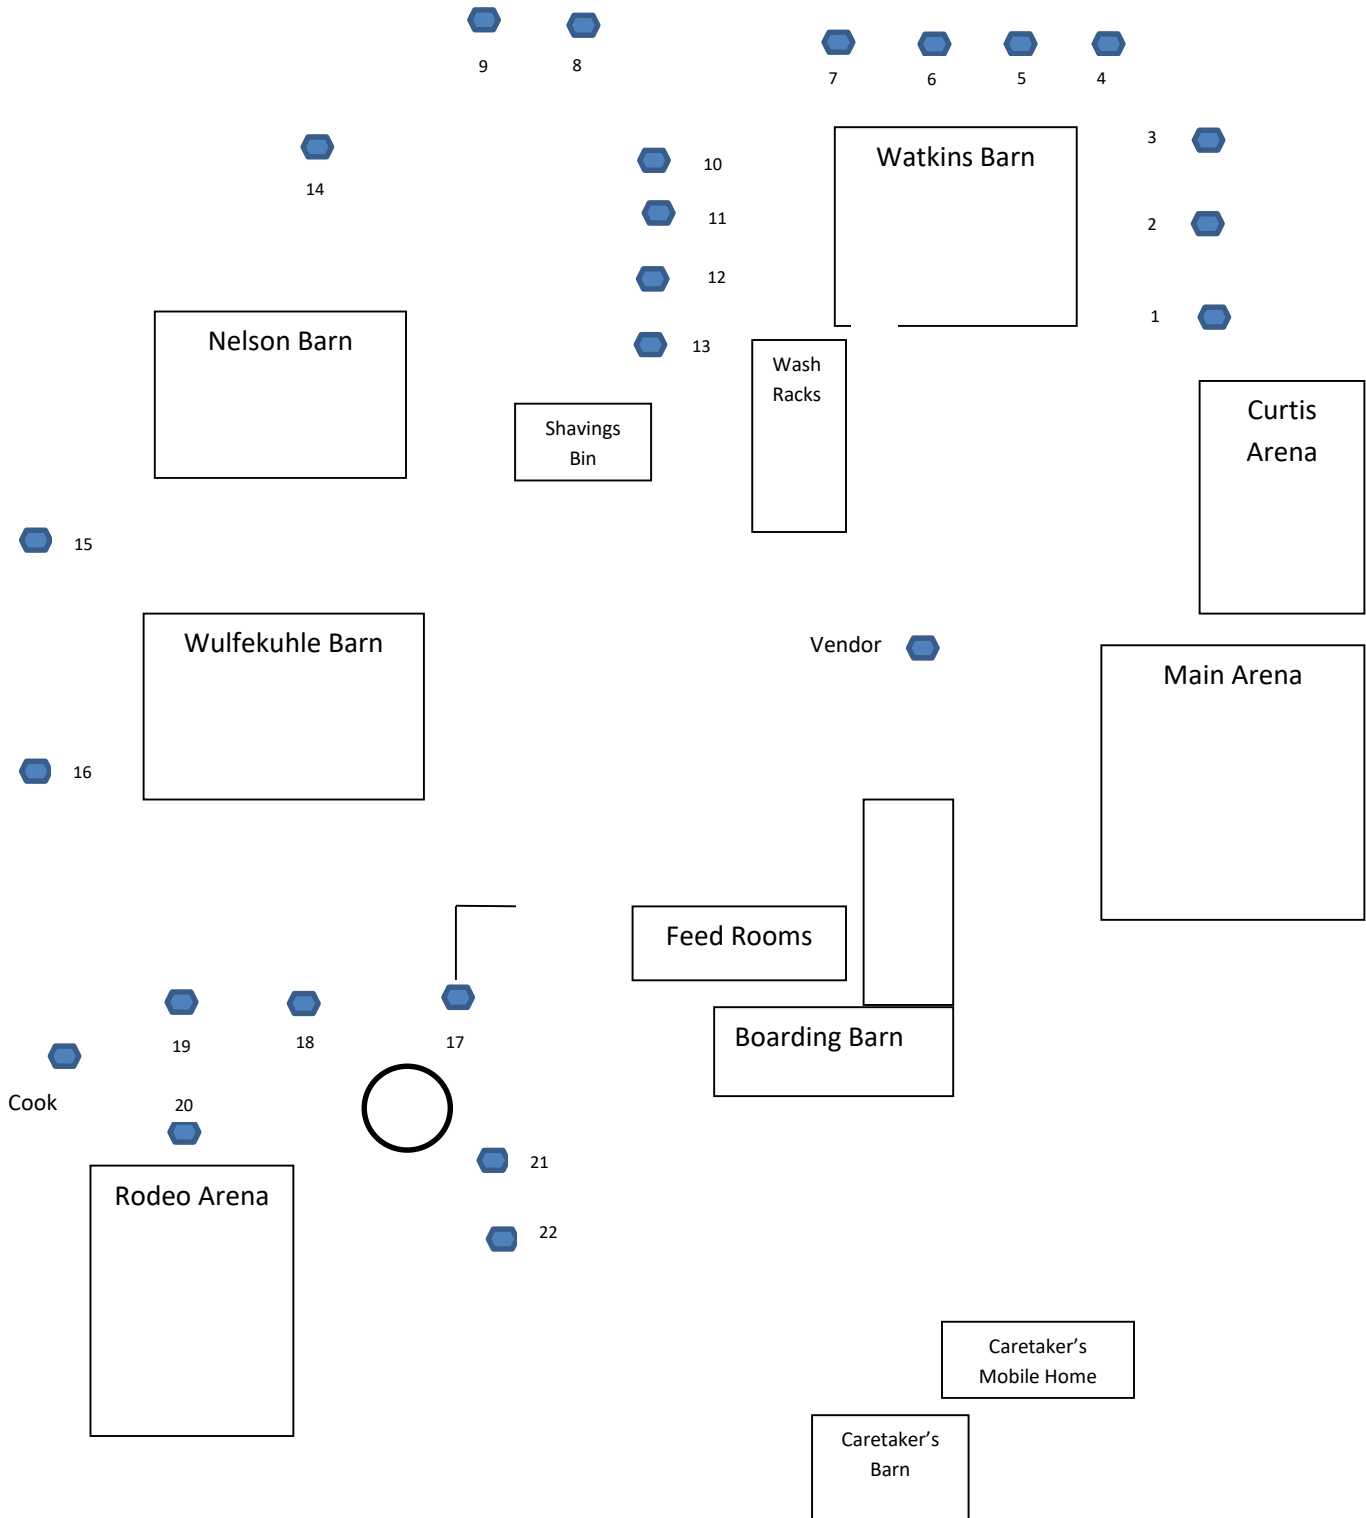 9
8
7
6
5
4
3
Watkins Barn
10
14
11
2
12
1
Nelson Barn
13
Wash
Racks
Curtis
Arena
Shavings
Bin
15
Wulfekuhle Barn
Vendor
Main Arena
16
Feed Rooms
Boarding Barn
19
18
17
Cook
20
21
Rodeo Arena
22
Caretaker’s
Mobile Home
Caretaker’s
Barn